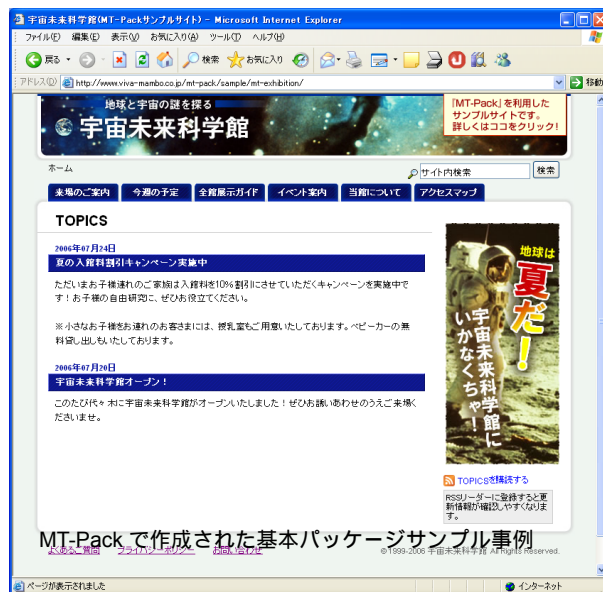 宇宙未来科学館(MT-Packサンプルサイト) - Microsoft Internet Explorer
ファイル(F) 編集(E) 表示(V) お気に入り(A) ツール(T) ヘルプ(H)
戻る 検索 お気に入り
アドレス(D) http://www.viva-mambo.co.jp/mt-pack/sample/mt-exhibition/ 移動
地球と宇宙の謎を探る
宇宙未来科学館
『MT-Pack』を利用した
サンプルサイトです。
詳しくはココをクリック!
ホーム
サイト内検索 検索
来場のご案内 今週の予定 全館展示ガイド イベント案内 当館について アクセスマップ
TOPICS
2006年07月24日
夏の入館料割引キャンペーン実施中
ただいまお子様連れのご家族は入館料を10%割引にさせていただくキャンペーンを実施中で
す!お子様の自由研究に、ぜひお役立てください。
※小さなお子様をお連れのお客さまには、授乳室もご用意いたしております。ベビーカーの無
料貸し出しもいたしております。
2006年07月20日
宇宙未来科学館オープン!
このたび代々木に宇宙未来科学館がオープンいたしました!ぜひお誘いあわせのうえご来場く
ださいませ。
地球は
夏だ!
宇宙未来科学館に
いかなくちゃ!
TOPICSを購読する
RSSリーダーに登録すると更
新情報が確認しやすくなりま
す。
MT-Pack で作成された基本パッケージサンプル事例
よくあるご質問 プライバシーポリシー お問い合わせ
©1999-2006 宇宙未来科学館 All Rights Reserved.
ページが表示されました インターネット